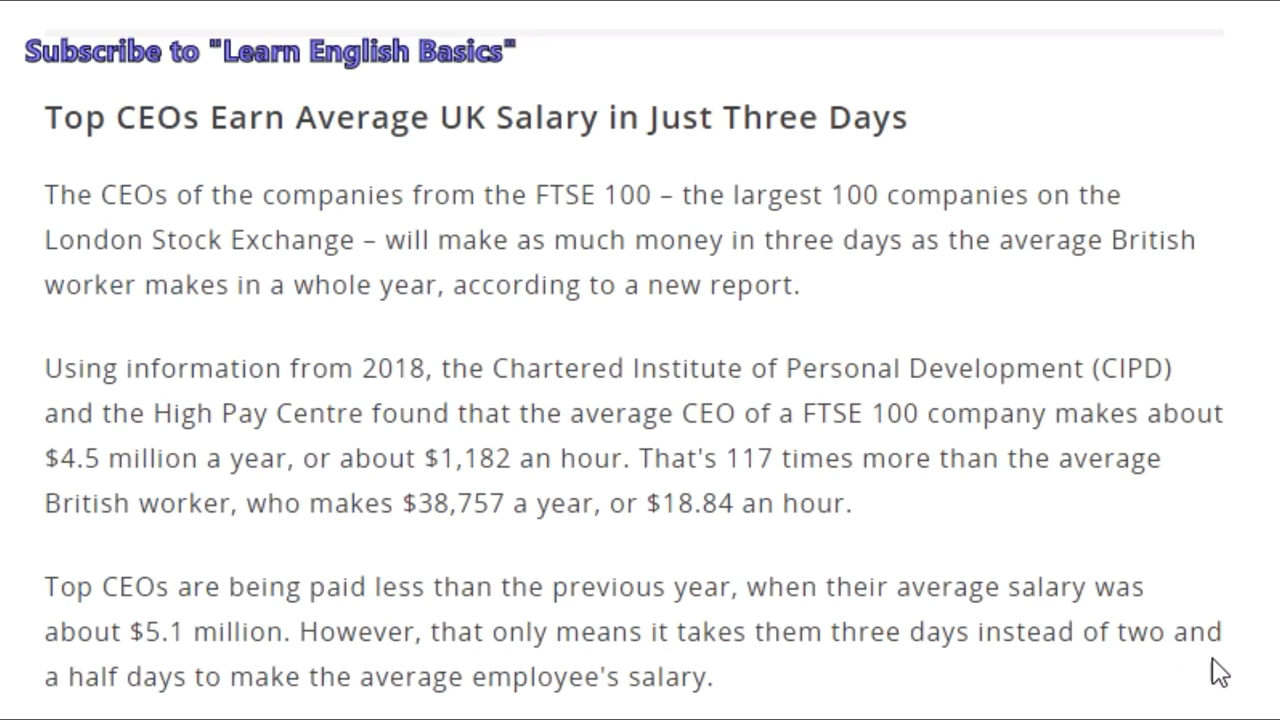 Subscribe to "Learn English Basics"
Top CEOs Earn Average UK Salary in Just Three Days
The CEOs of the companies from the FTSE 100 – the largest 100 companies on the
London Stock Exchange – will make as much money in three days as the average British
worker makes in a whole year, according to a new report.
Using information from 2018, the Chartered Institute of Personal Development (CIPD)
and the High Pay Centre found that the average CEO of a FTSE 100 company makes about
$4.5 million a year, or about $1,182 an hour. That's 117 times more than the average
British worker, who makes $38,757 a year, or $18.84 an hour.
Top CEOs are being paid less than the previous year, when their average salary was
about $5.1 million. However, that only means it takes them three days instead of two and
a half days to make the average employee's salary.